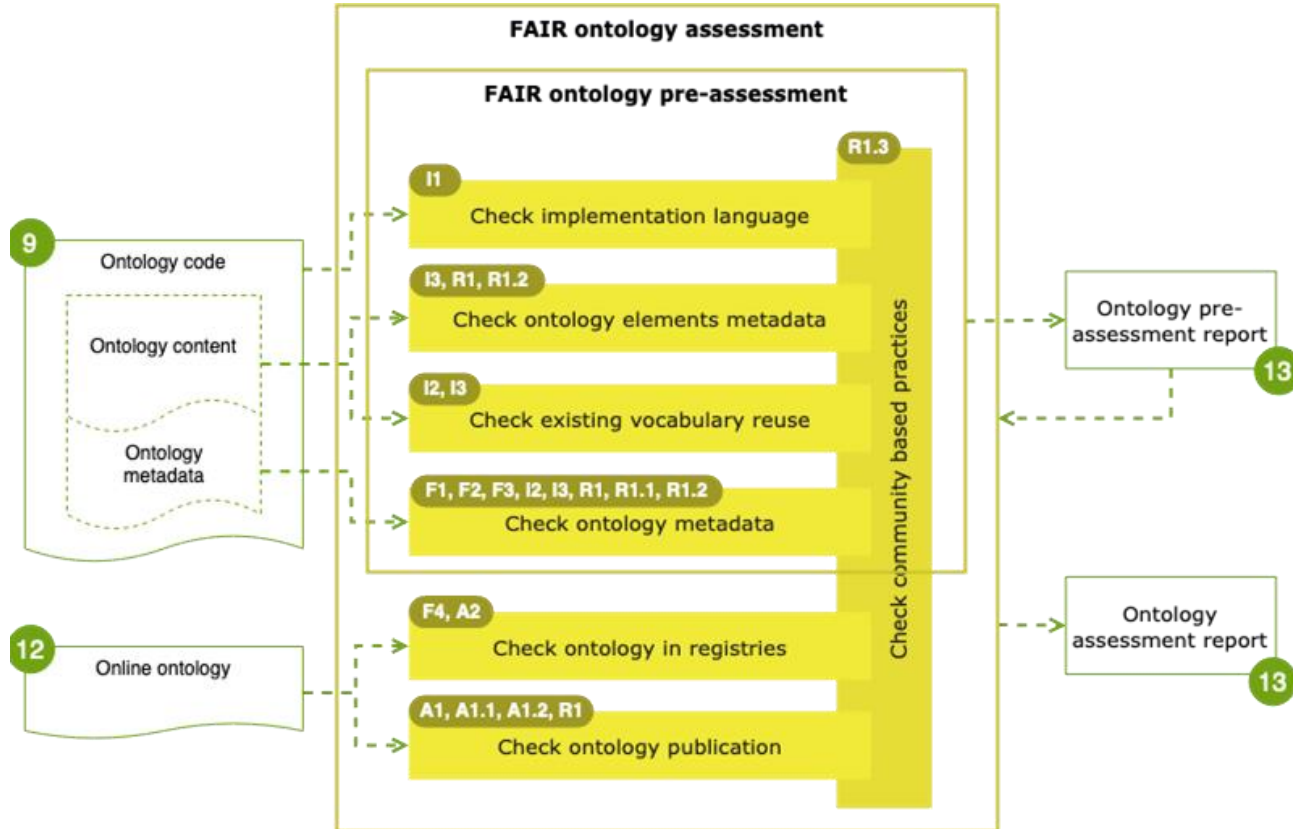 FAIR ontology assessment
FAIR ontology pre-assessment
R1.3
I1
Check implementation language
9
Ontology code
I3, R1, R1.2
Check ontology elements metadata
Ontology content
I2, I3
Check existing vocabulary reuse
Ontology
metadata
F1, F2, F3, I2, I3, R1, R1.1, R1.2
Check ontology metadata
Check community based practices
Ontology pre-
assessment report
13
F4, A2
Check ontology in registries
12
Online ontology
A1, A1.1, A1.2, R1
Check ontology publication
Ontology
assessment report
13